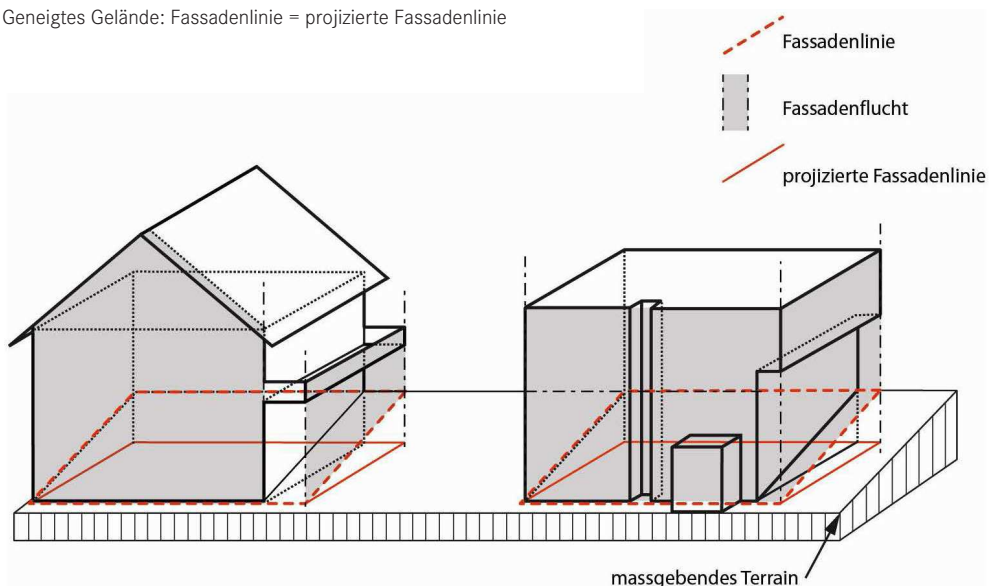 Geneigtes Gelände: Fassadenlinie = projizierte Fassadenlinie
Fassadenlinie
Fassadenflucht
projizierte Fassadenlinie
massgebendes Terrain